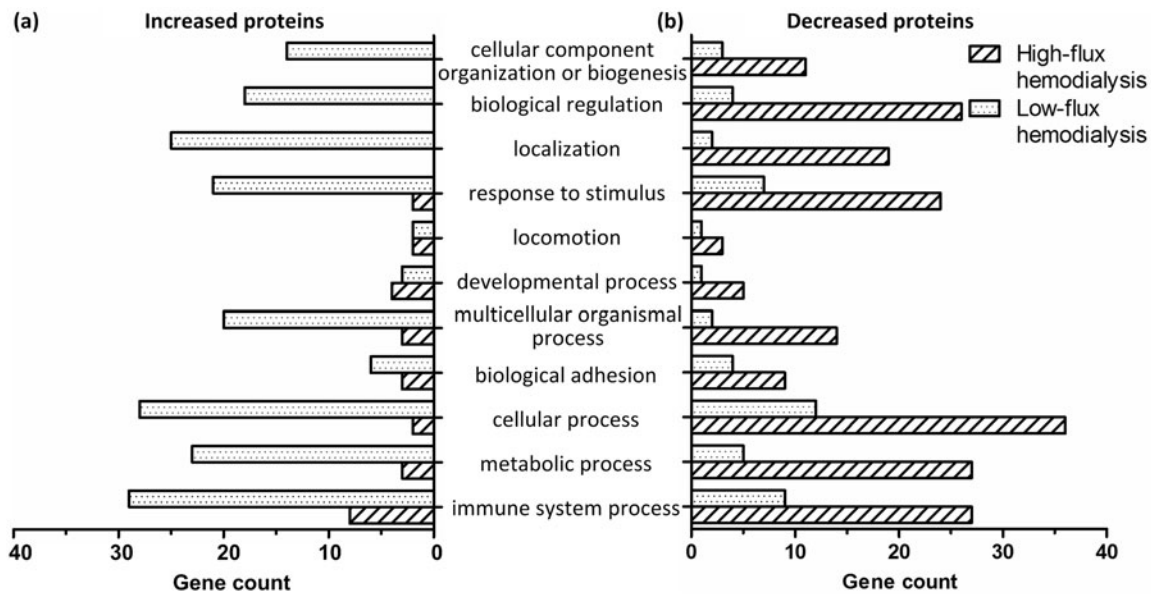 (a)
Increased proteins
(b)
Decreased proteins
cellular component
organization or biogenesis
biological regulation
localization
response to stimulus
locomotion
developmental process
multicellular organismal
process
biological adhesion
cellular process
metabolic process
immune system process
High-flux
hemodialysis
Low-flux
hemodialysis
40 30 20 10 0
Gene count
0 10 20 30 40
Gene count